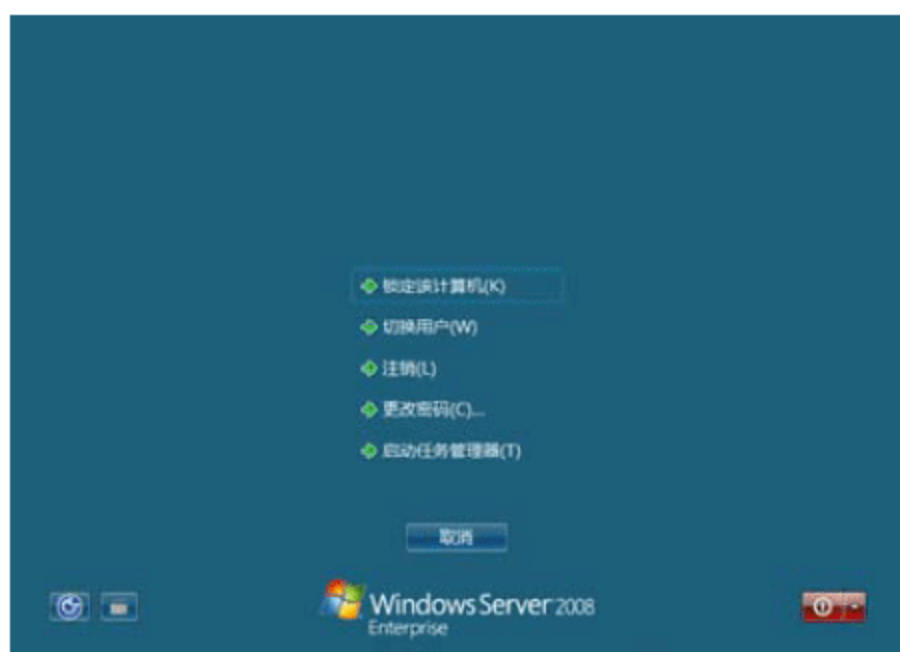 锁定该计算机(K)
切换用户(W)
注销(L)
更改密码(C)...
启动任务管理器(T)
取消
Windows Server 2008
Enterprise